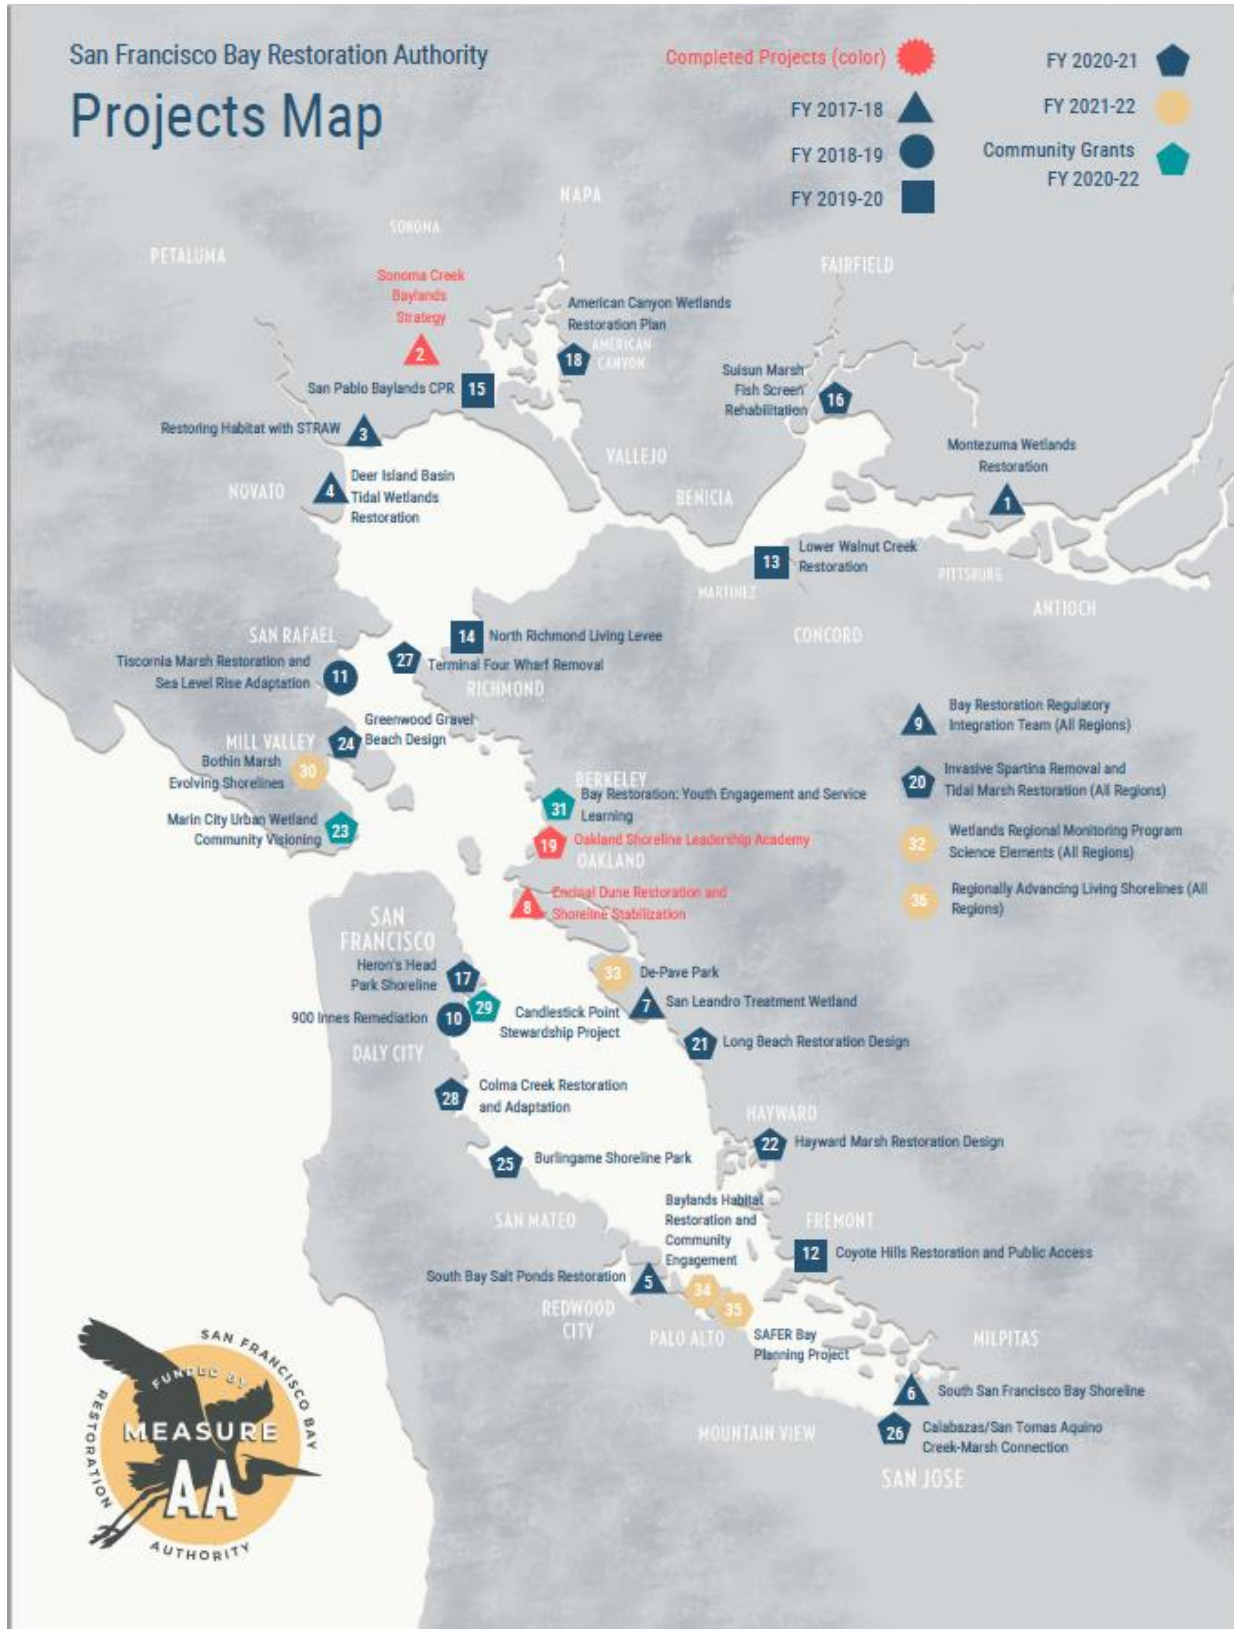 San Francisco Bay Restoration Authority
Projects Map
Completed Projects (color)
FY 2017-18
FY 2018-19
FY 2019-20
FY 2020-21
FY 2021-22
Community Grants
FY 2020-22
NAPA
SONOMA
PETALUMA
FAIRFIELD
Sonoma Creek
Baylands
Strategy
2
American Canyon Wetlands
Restoration Plan
AMERICAN
CANYON
18
San Pablo Baylands CPR
15
Suisun Marsh
Fish Screen
Rehabilitation
16
Restoring Habitat with STRAW
3
Montezuma Wetlands
Restoration
1
VALLEJO
NOVATO
4
Deer Island Basin
Tidal Wetlands
Restoration
BENICIA
13
Lower Walnut Creek
Restoration
MARTINEZ
PITTSBURG
ANTIOCH
CONCORD
SAN RAFAEL
14
North Richmond Living Levee
27
Terminal Four Wharf Removal
RICHMOND
Tiscornia Marsh Restoration and
Sea Level Rise Adaptation
11
Greenwood Gravel
Beach Design
24
MILL VALLEY
Bothin Marsh
Evolving Shorelines
30
Marin City Urban Wetland
Community Visioning
23
9
Bay Restoration Regulatory
Integration Team (All Regions)
20
Invasive Spartina Removal and
Tidal Marsh Restoration (All Regions)
32
Wetlands Regional Monitoring Program
Science Elements (All Regions)
36
Regionally Advancing Living Shorelines (All
Regions)
BERKELEY
31
Bay Restoration: Youth Engagement and Service
Learning
19
Oakland Shoreline Leadership Academy
OAKLAND
8
Encinal Dune Restoration and
Shoreline Stabilization
SAN
FRANCISCO
Heron's Head
Park Shoreline
17
29
Candlestick Point
Stewardship Project
900 Innes Remediation
10
DALY CITY
33
De-Pave Park
7
San Leandro Treatment Wetland
21
Long Beach Restoration Design
28
Colma Creek Restoration
and Adaptation
HAYWARD
22
Hayward Marsh Restoration Design
25
Burlingame Shoreline Park
SAN MATEO
Baylands Habitat
Restoration and
Community
Engagement
34
FREMONT
12
Coyote Hills Restoration and Public Access
South Bay Salt Ponds Restoration
5
REDWOOD
CITY
35
PALO ALTO
SAFER Bay
Planning Project
MILPITAS
6
South San Francisco Bay Shoreline
26
Calabazas/San Tomas Aquino
Creek-Marsh Connection
MOUNTAIN VIEW
SAN JOSE
SAN FRANCISCO BAY
RESTORATION
AUTHORITY
FUNDED BY
MEASURE
AA